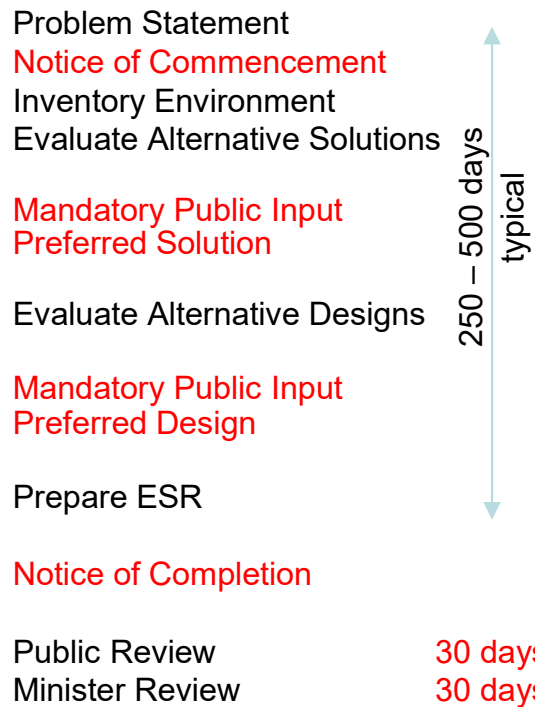 Problem Statement
Notice of Commencement
Inventory Environment
Evaluate Alternative Solutions
Mandatory Public Input
Preferred Solution
Evaluate Alternative Designs
Mandatory Public Input
Preferred Design
Prepare ESR
250 – 500 days
typical
Notice of Completion
Public Review 30 days
Minister Review 30 days